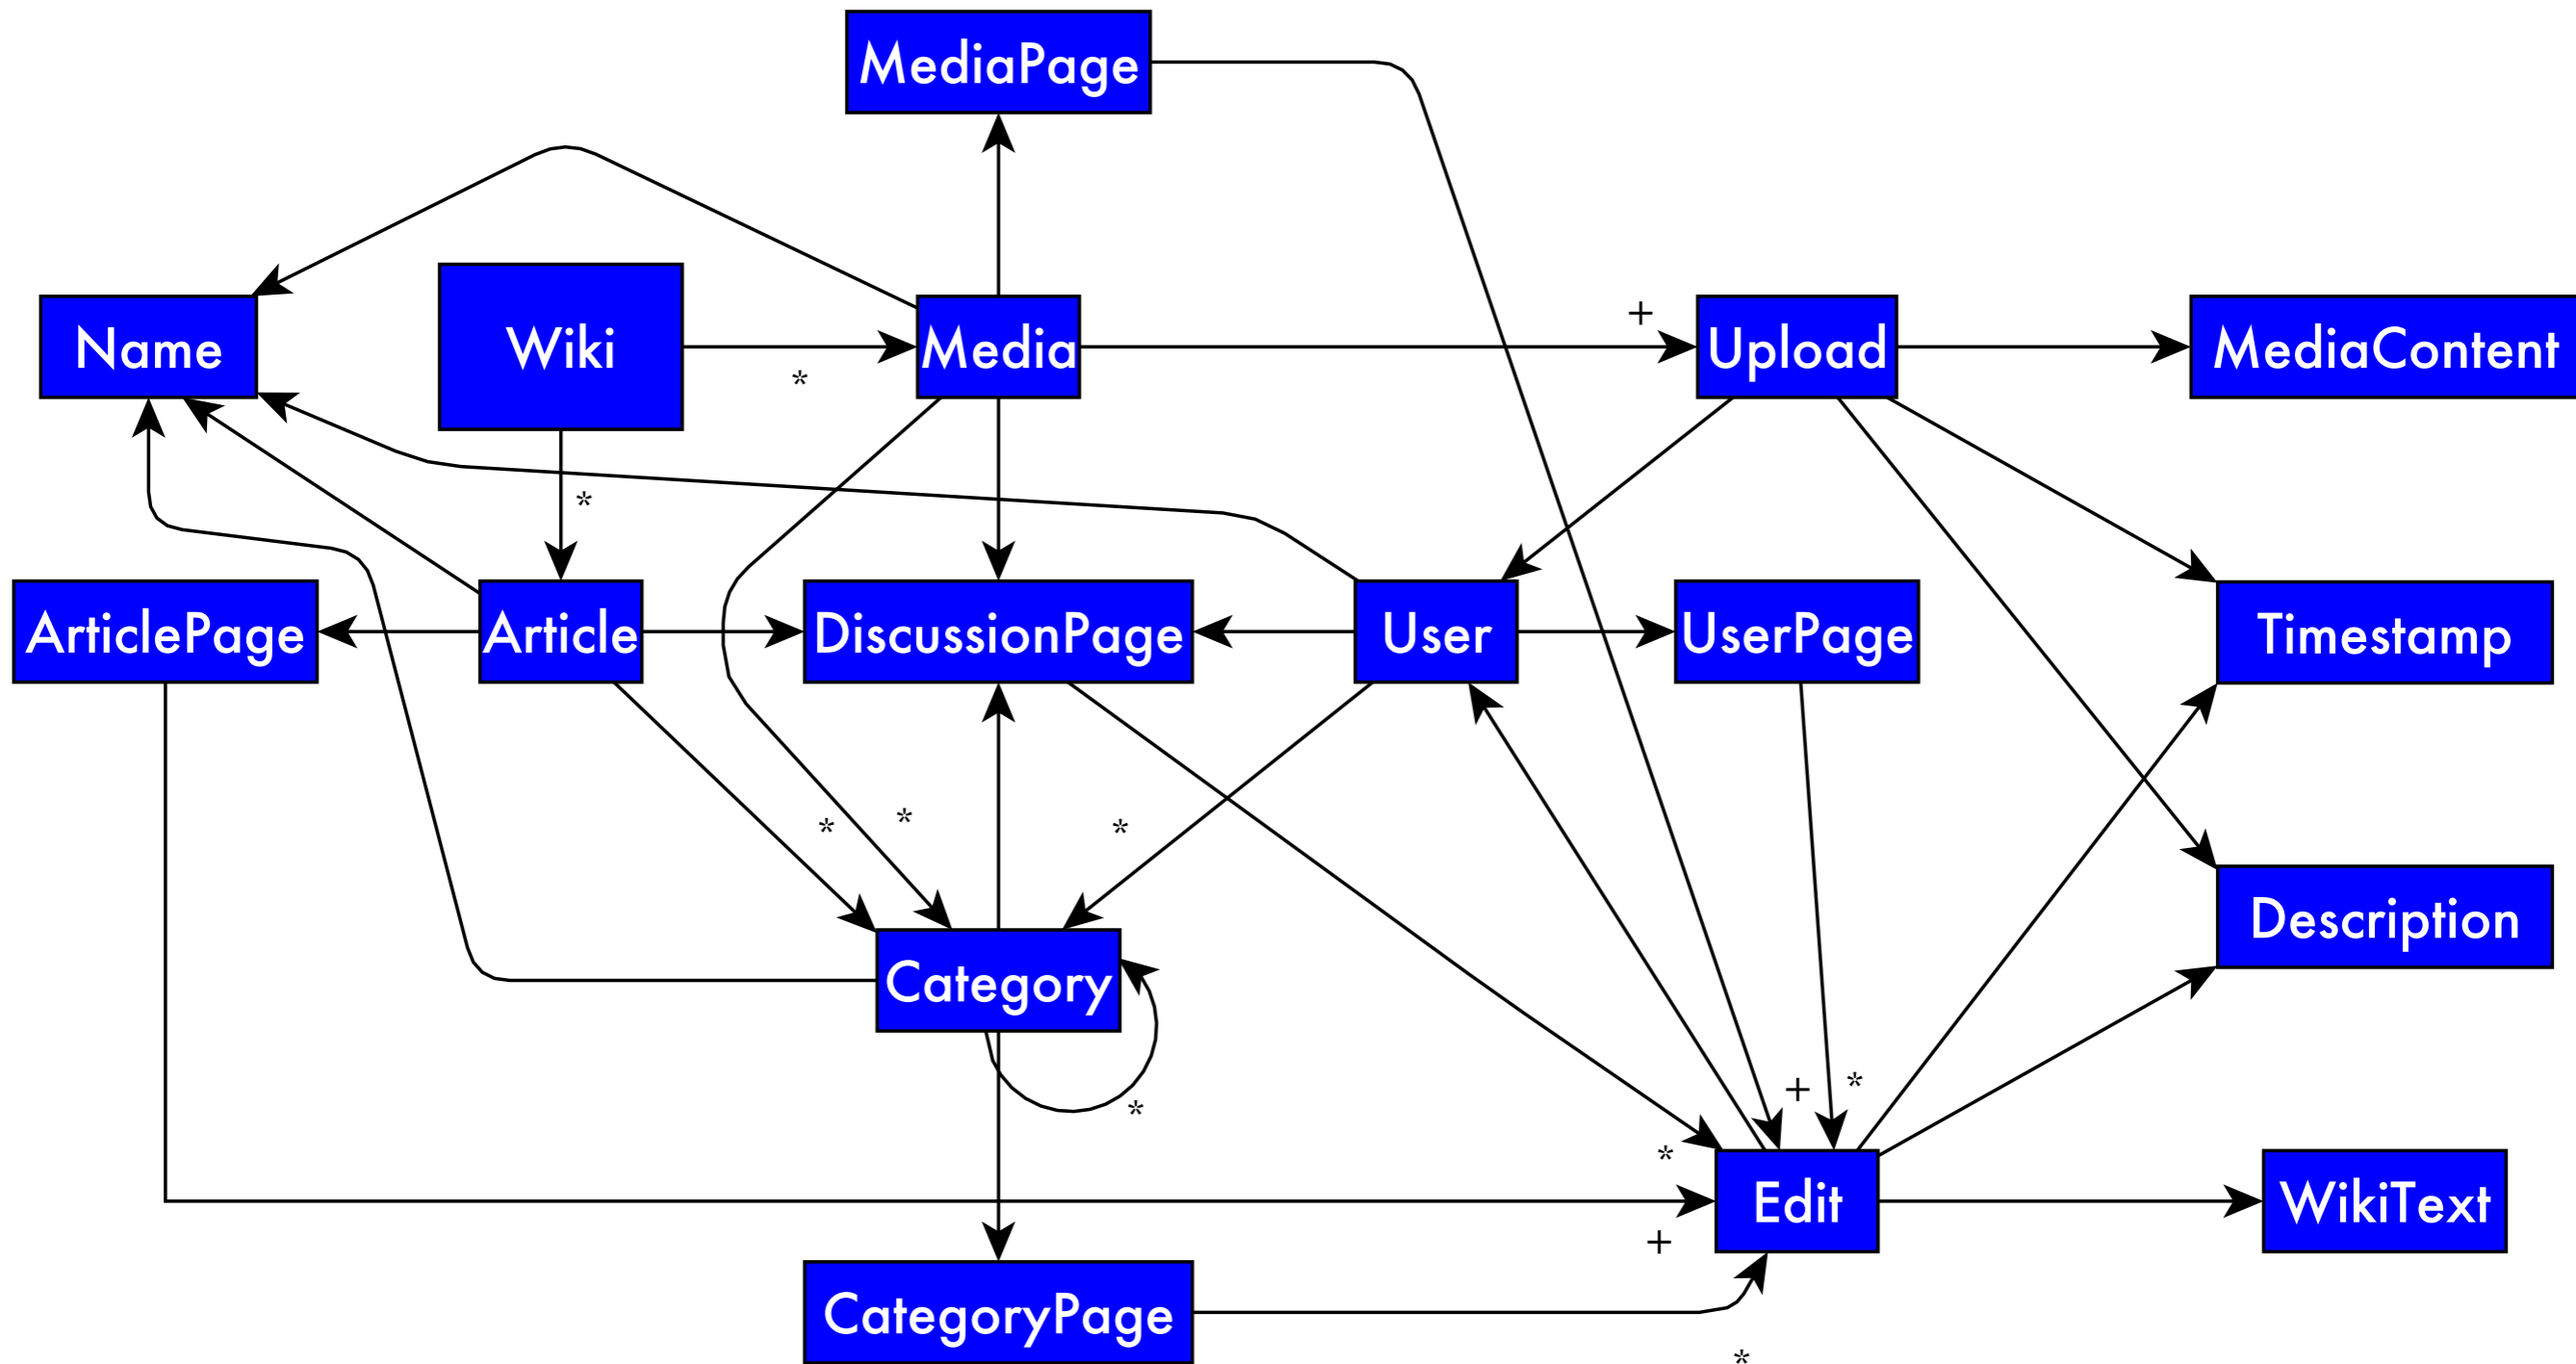 MediaPage
+
Name
Wiki
Media
Upload
MediaContent
*
*
ArticlePage
Article
DiscussionPage
User
UserPage
Timestamp
*
*
*
Description
Category
*
+
*
*
Edit
WikiText
+
CategoryPage
*